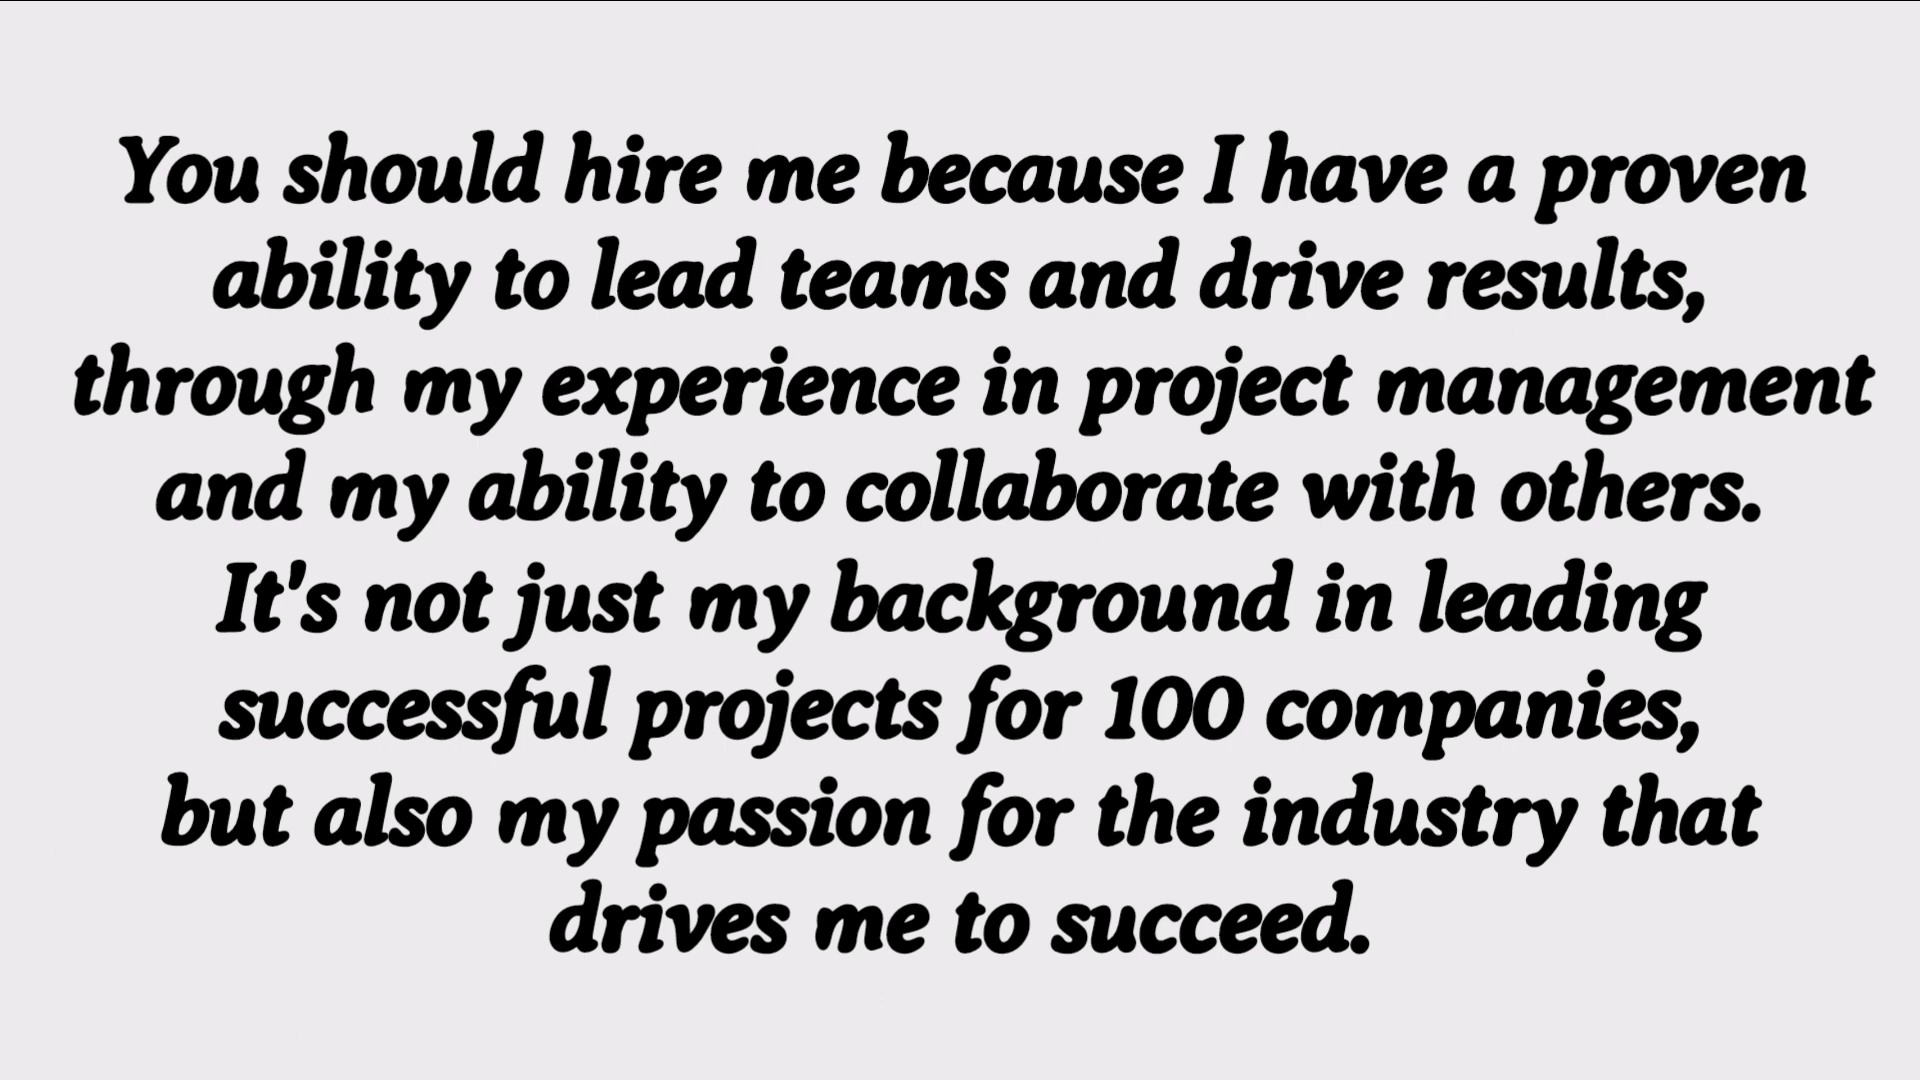 You should hire me because I have a proven
ability to lead teams and drive results,
through my experience in project management
and my ability to collaborate with others.
It's not just my background in leading
successful projects for 100 companies,
but also my passion for the industry that
drives me to succeed.